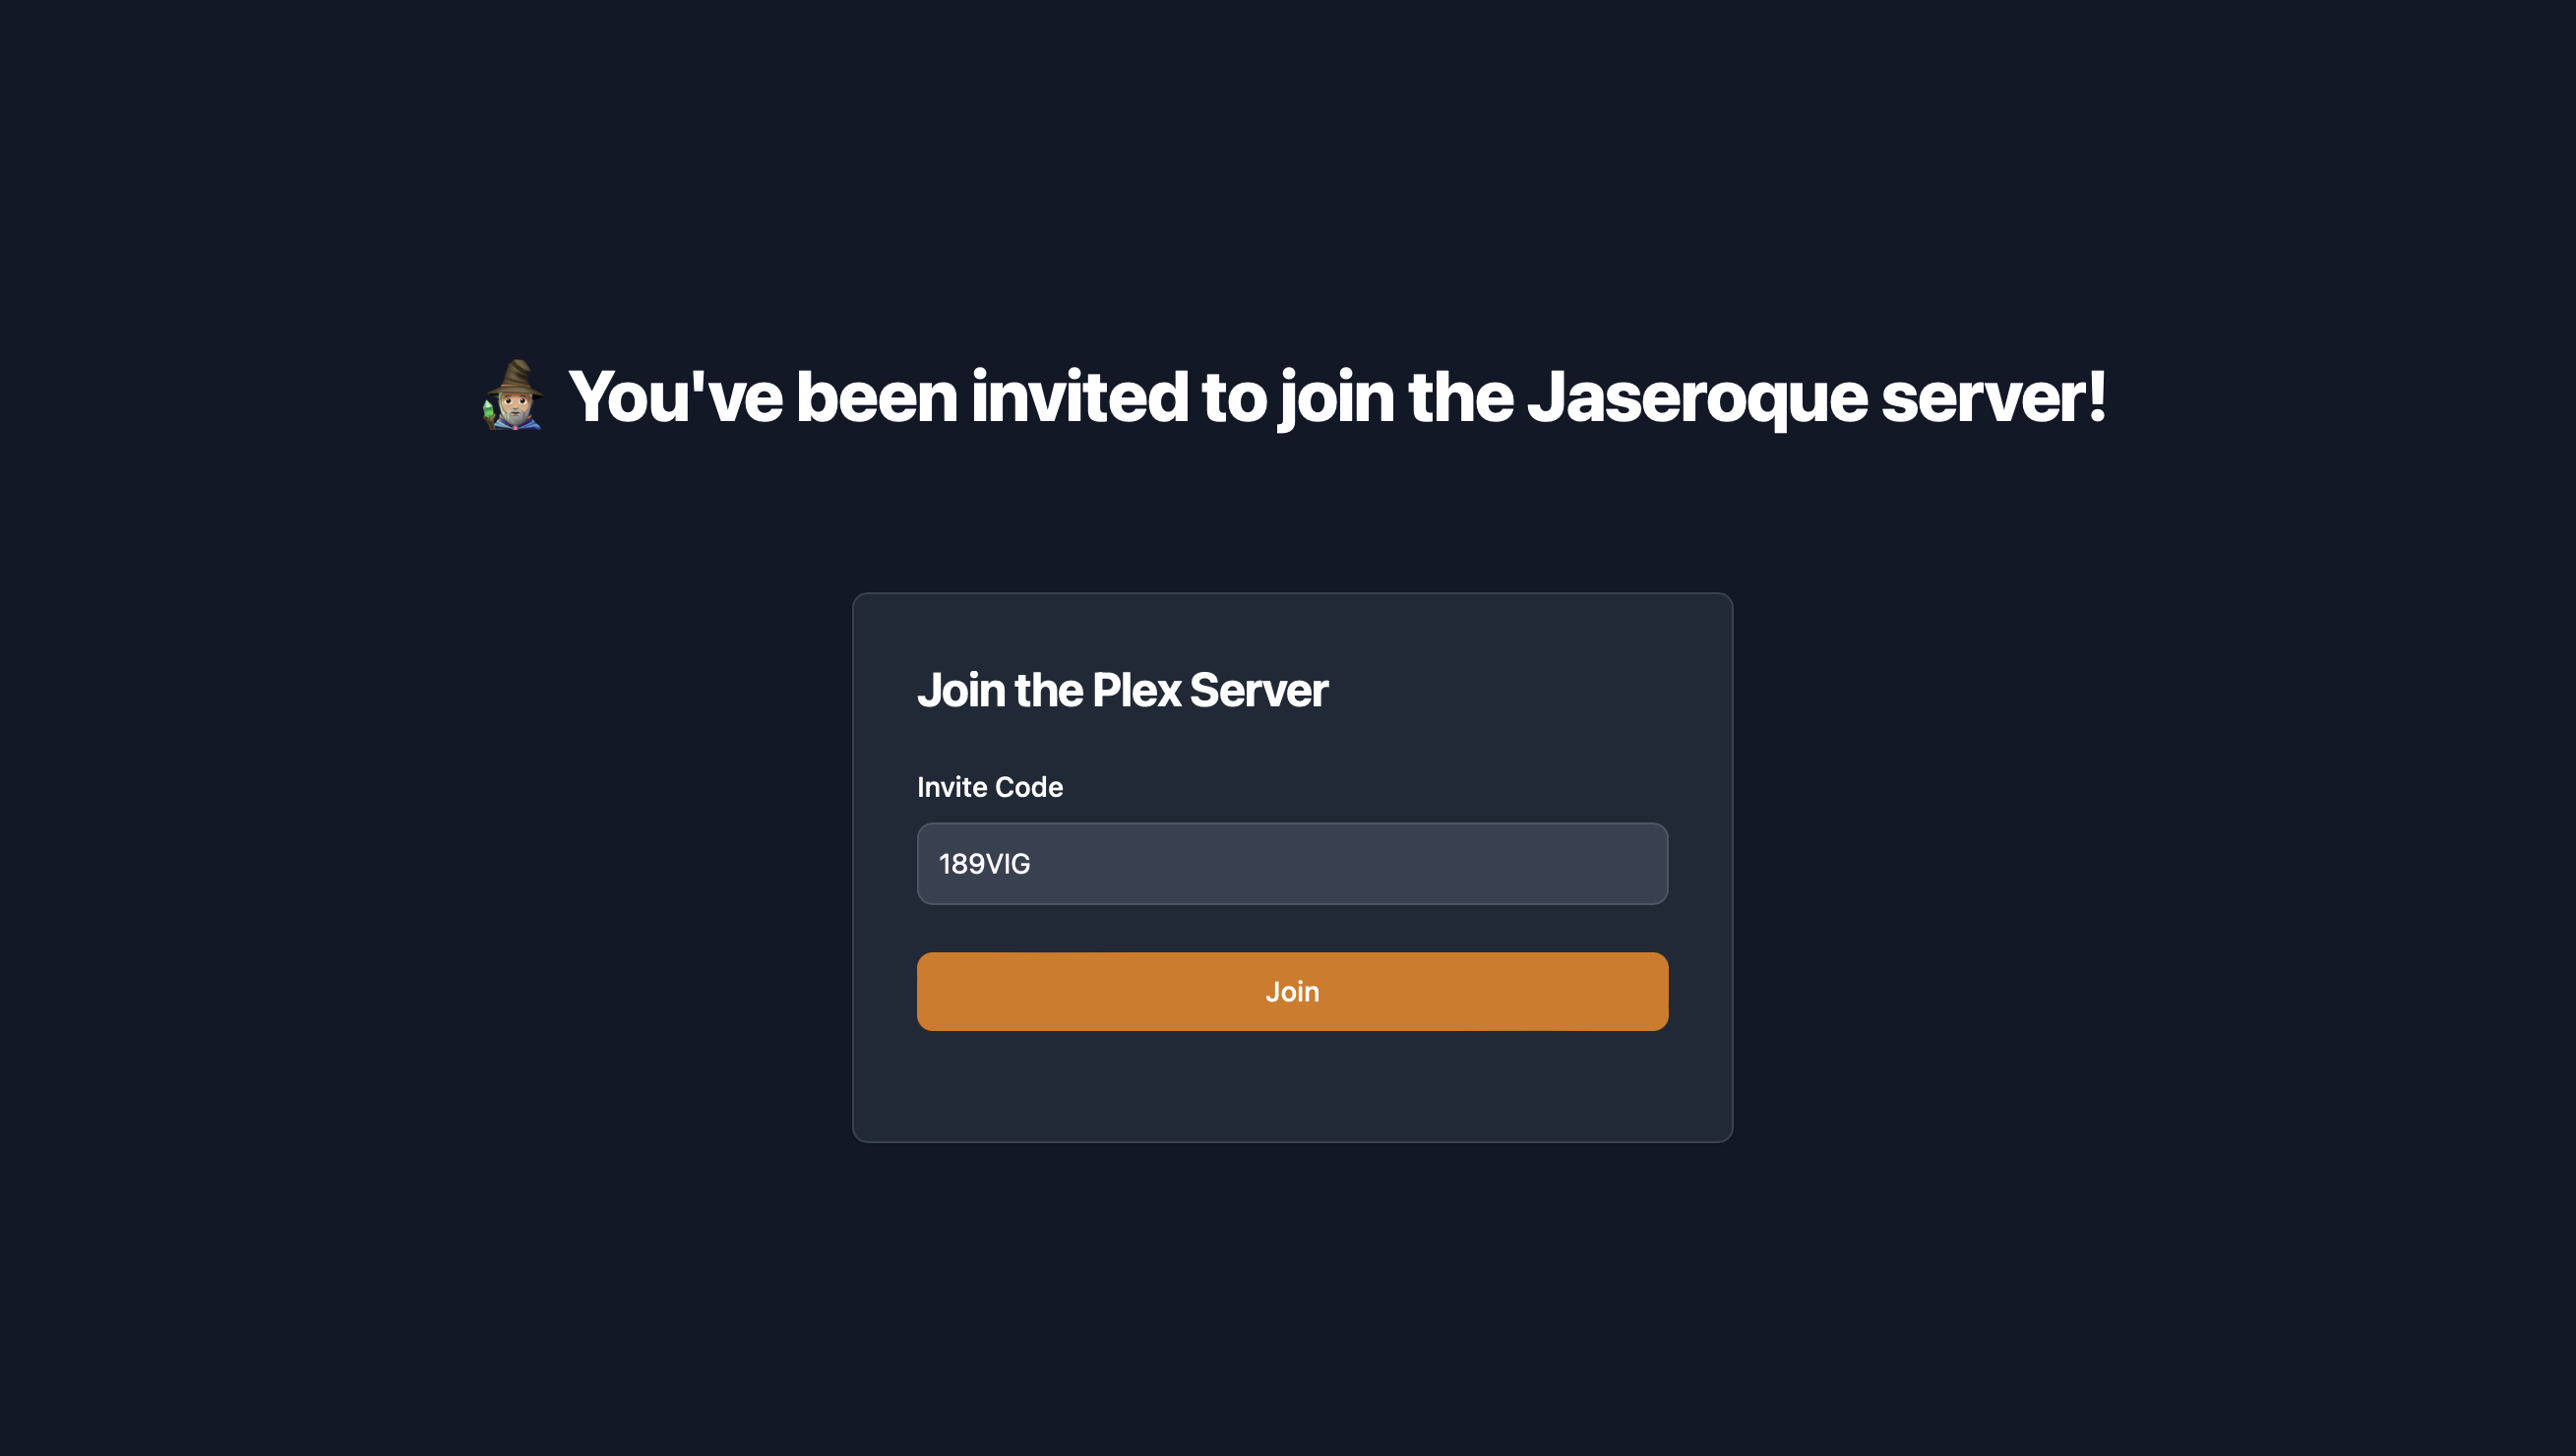 You've been invited to join the Jaseroque server!
Join the Plex Server
Invite Code
189VIG
Join